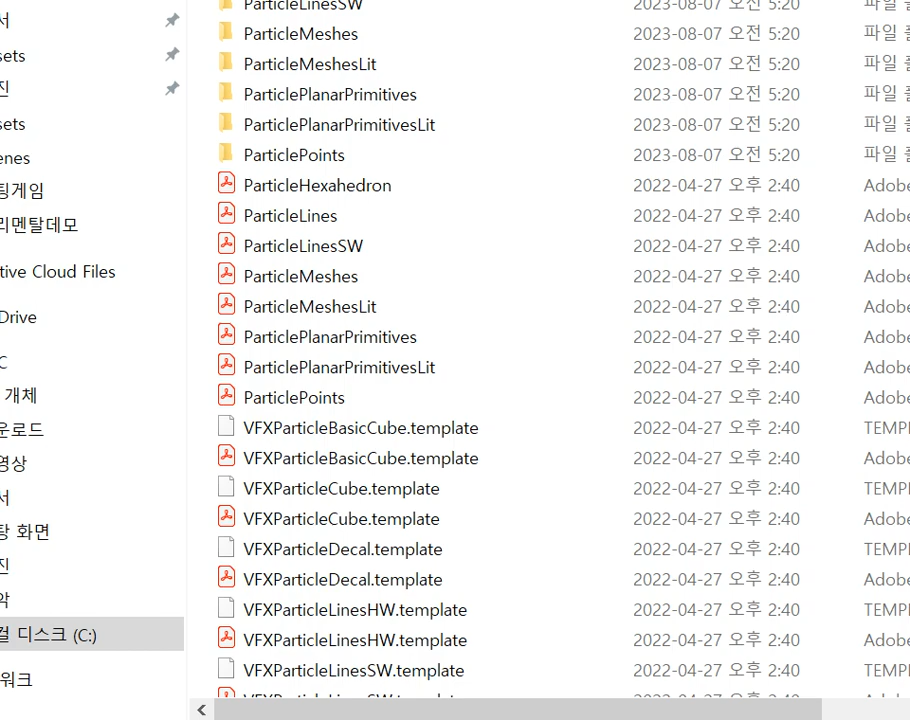 ParticleLinesSW 2023-08-07 오전 5:20 파일
ParticleMeshes 2023-08-07 오전 5:20 파일
ParticleMeshesLit 2023-08-07 오전 5:20 파일
ParticlePlanarPrimitives 2023-08-07 오전 5:20 파일
ParticlePlanarPrimitivesLit 2023-08-07 오전 5:20 파일
ParticlePoints 2023-08-07 오전 5:20 파일
ParticleHexahedron 2022-04-27 오후 2:40 Adobe
ParticleLines 2022-04-27 오후 2:40 Adobe
ParticleLinesSW 2022-04-27 오후 2:40 Adobe
ParticleMeshes 2022-04-27 오후 2:40 Adobe
ParticleMeshesLit 2022-04-27 오후 2:40 Adobe
ParticlePlanarPrimitives 2022-04-27 오후 2:40 Adobe
ParticlePlanarPrimitivesLit 2022-04-27 오후 2:40 Adobe
ParticlePoints 2022-04-27 오후 2:40 Adobe
VFXParticleBasicCube.template 2022-04-27 오후 2:40 TEMP
VFXParticleBasicCube.template 2022-04-27 오후 2:40 Adobe
VFXParticleCube.template 2022-04-27 오후 2:40 TEMP
VFXParticleCube.template 2022-04-27 오후 2:40 Adobe
VFXParticleDecal.template 2022-04-27 오후 2:40 TEMP
VFXParticleDecal.template 2022-04-27 오후 2:40 Adobe
VFXParticleLinesHW.template 2022-04-27 오후 2:40 TEMP
VFXParticleLinesHW.template 2022-04-27 오후 2:40 Adobe
VFXParticleLinesSW.template 2022-04-27 오후 2:40 TEMP
서
sets
진
sets
enes
팅게임
리멘탈데모
tive Cloud Files
Drive
C
개체
운로드
영상
서
탕 화면
진
악
컬 디스크 (C:)
워크